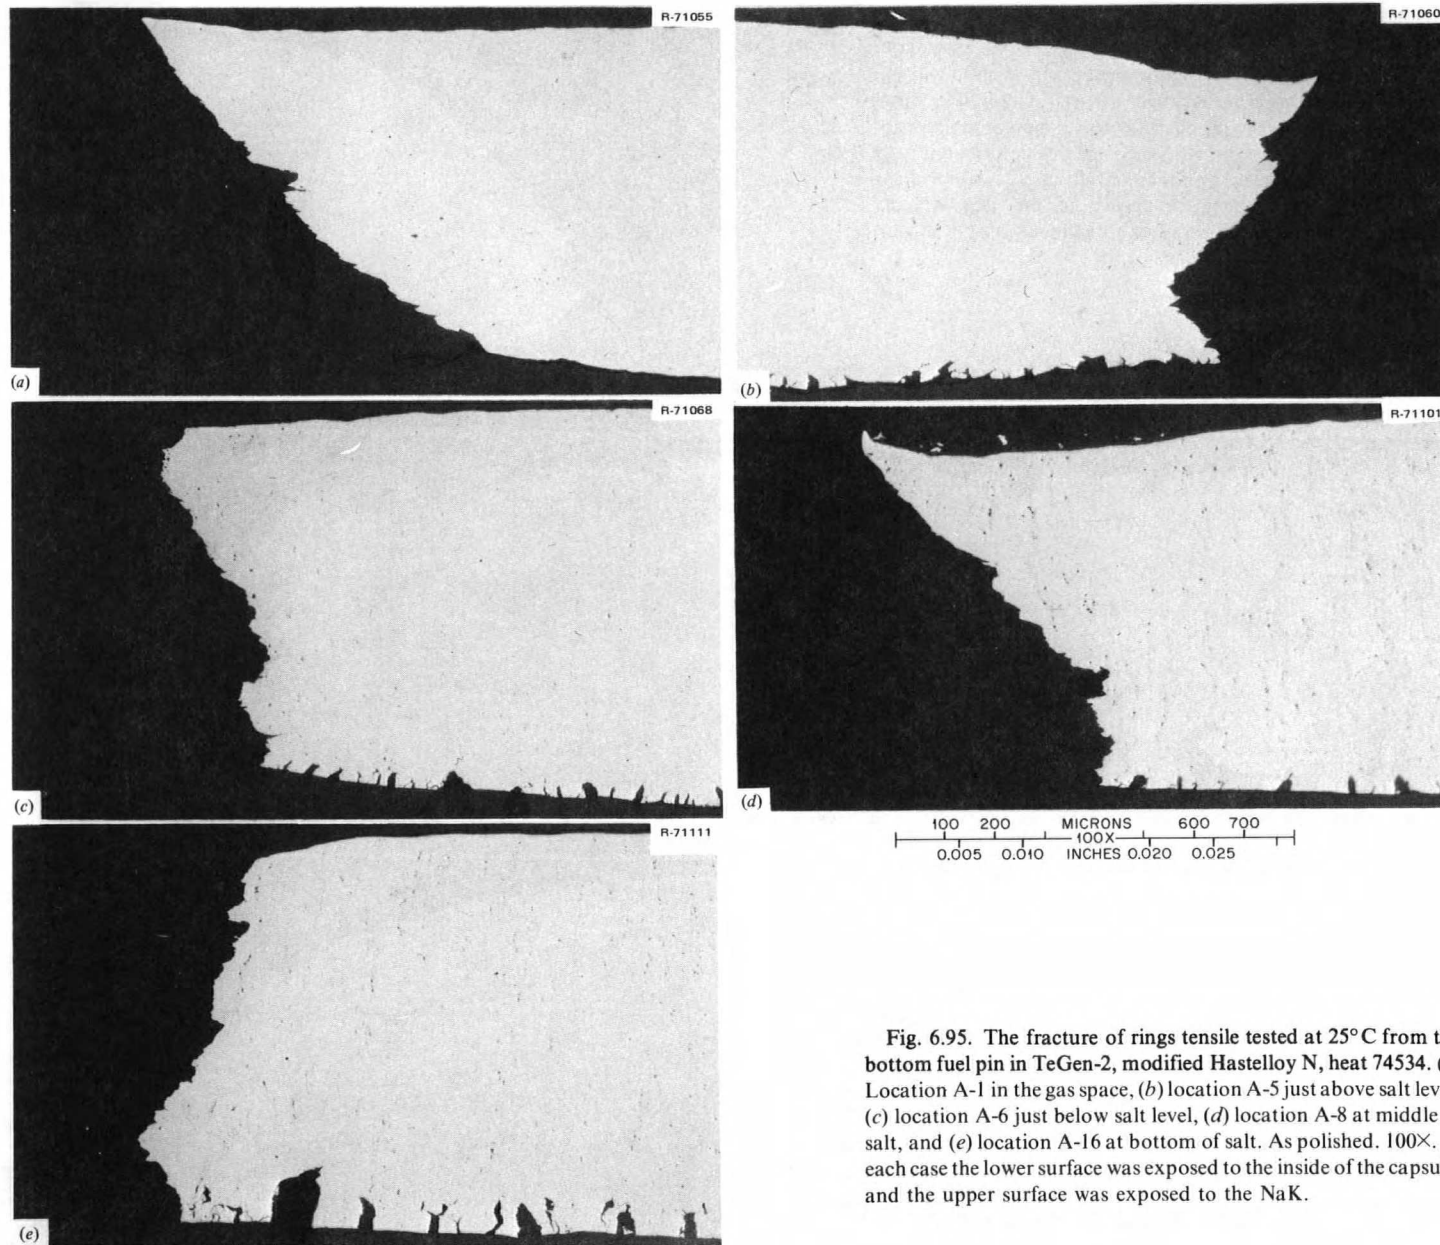 R-71055
R-71060
(a)
(b)
R-71068
R-71101
(c)
(d)
100 200 MICRONS 600 700
100X
0.005 0.010 INCHES 0.020 0.025
R-71111
(e)
Fig. 6.95. The fracture of rings tensile tested at 25°C from
bottom fuel pin in TeGen-2, modified Hastelloy N, heat 74534.
Location A-1 in the gas space, (b) location A-5 just above salt
(c) location A-6 just below salt level, (d) location A-8 at middle
salt, and (e) location A-16 at bottom of salt. As polished. 100×.
each case the lower surface was exposed to the inside of the
and the upper surface was exposed to the NaK.